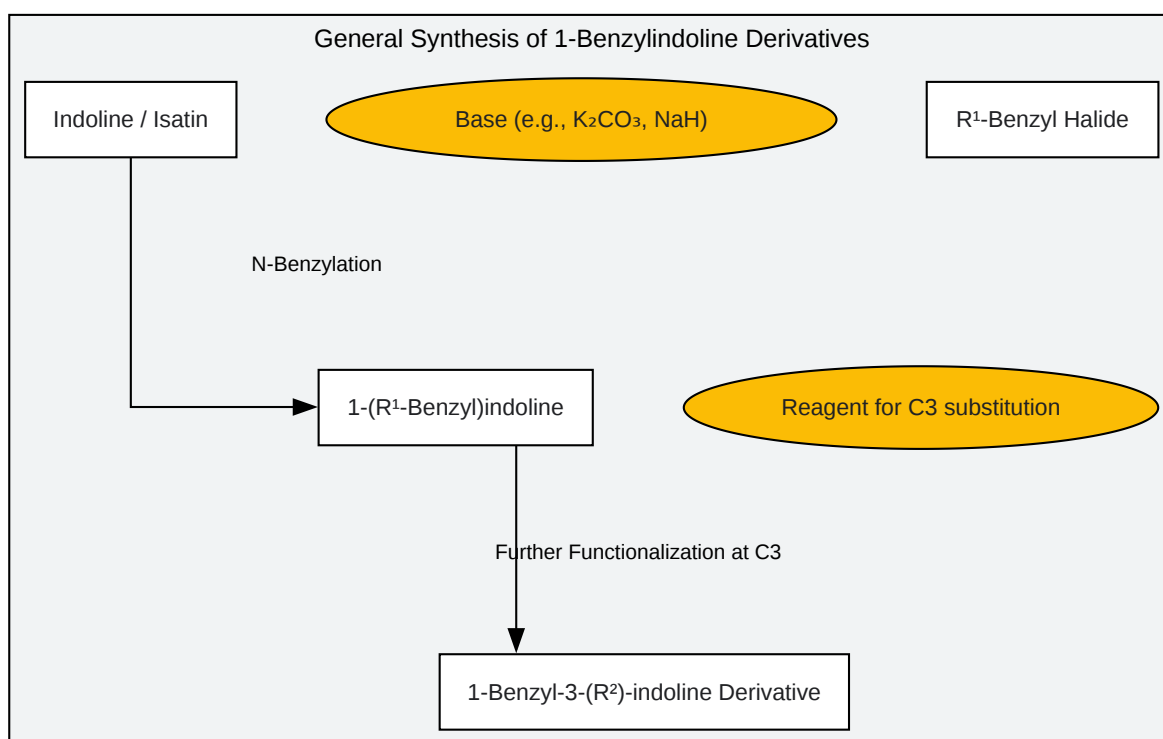 General Synthesis of 1-Benzylindoline Derivatives
Indoline / Isatin
Base (e.g., K₂CO₃, NaH)
R¹-Benzyl Halide
N-Benzylation
1-(R¹-Benzyl)indoline
Reagent for C3 substitution
Further Functionalization at C3
1-Benzyl-3-(R²)-indoline Derivative